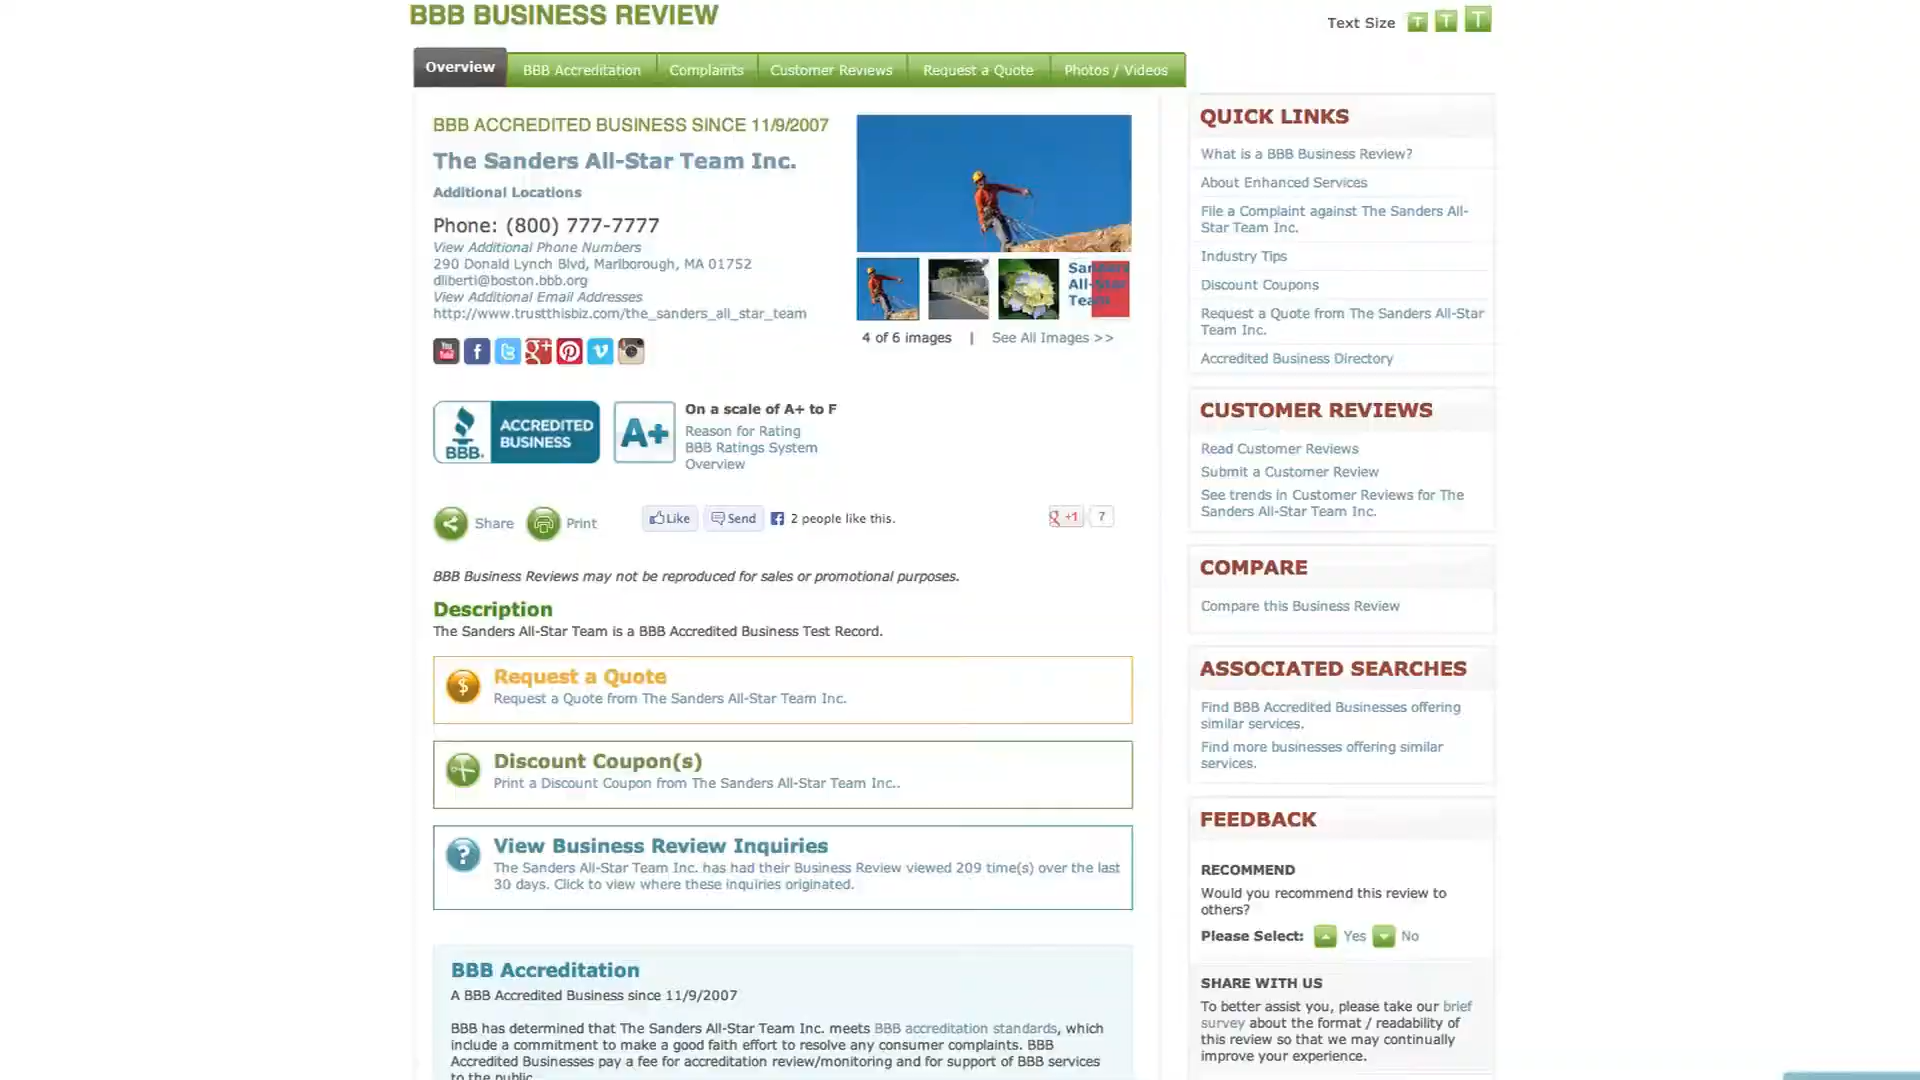 BBB BUSINESS REVIEW
Text Size T T T
Overview
BBB Accreditation
Complaints
Customer Reviews
Request a Quote
Photos / Videos
BBB ACCREDITED BUSINESS SINCE 11/9/2007
The Sanders All-Star Team Inc.
Additional Locations
Phone: (800) 777-7777
View Additional Phone Numbers
290 Donald Lynch Blvd, Marlborough, MA 01752
dliberti@boston.bbb.org
View Additional Email Addresses
http://www.trustthisbiz.com/the_sanders_all_star_team
Sanders
All-Star
Team
4 of 6 images | See All Images >>
You
Tube
BBB.
ACCREDITED
BUSINESS
A+
On a scale of A+ to F
Reason for Rating
BBB Ratings System
Overview
Share
Print
Like
Send
2 people like this.
+1
7
BBB Business Reviews may not be reproduced for sales or promotional purposes.
Description
The Sanders All-Star Team is a BBB Accredited Business Test Record.
Request a Quote
Request a Quote from The Sanders All-Star Team Inc.
Discount Coupon(s)
Print a Discount Coupon from The Sanders All-Star Team Inc..
View Business Review Inquiries
The Sanders All-Star Team Inc. has had their Business Review viewed 209 time(s) over the last
30 days. Click to view where these inquiries originated.
BBB Accreditation
A BBB Accredited Business since 11/9/2007
BBB has determined that The Sanders All-Star Team Inc. meets BBB accreditation standards, which
include a commitment to make a good faith effort to resolve any consumer complaints. BBB
Accredited Businesses pay a fee for accreditation review/monitoring and for support of BBB services
to the public.
QUICK LINKS
What is a BBB Business Review?
About Enhanced Services
File a Complaint against The Sanders All-
Star Team Inc.
Industry Tips
Discount Coupons
Request a Quote from The Sanders All-Star
Team Inc.
Accredited Business Directory
CUSTOMER REVIEWS
Read Customer Reviews
Submit a Customer Review
See trends in Customer Reviews for The
Sanders All-Star Team Inc.
COMPARE
Compare this Business Review
ASSOCIATED SEARCHES
Find BBB Accredited Businesses offering
similar services.
Find more businesses offering similar
services.
FEEDBACK
RECOMMEND
Would you recommend this review to
others?
Please Select: Yes No
SHARE WITH US
To better assist you, please take our brief
survey about the format / readability of
this review so that we may continually
improve your experience.